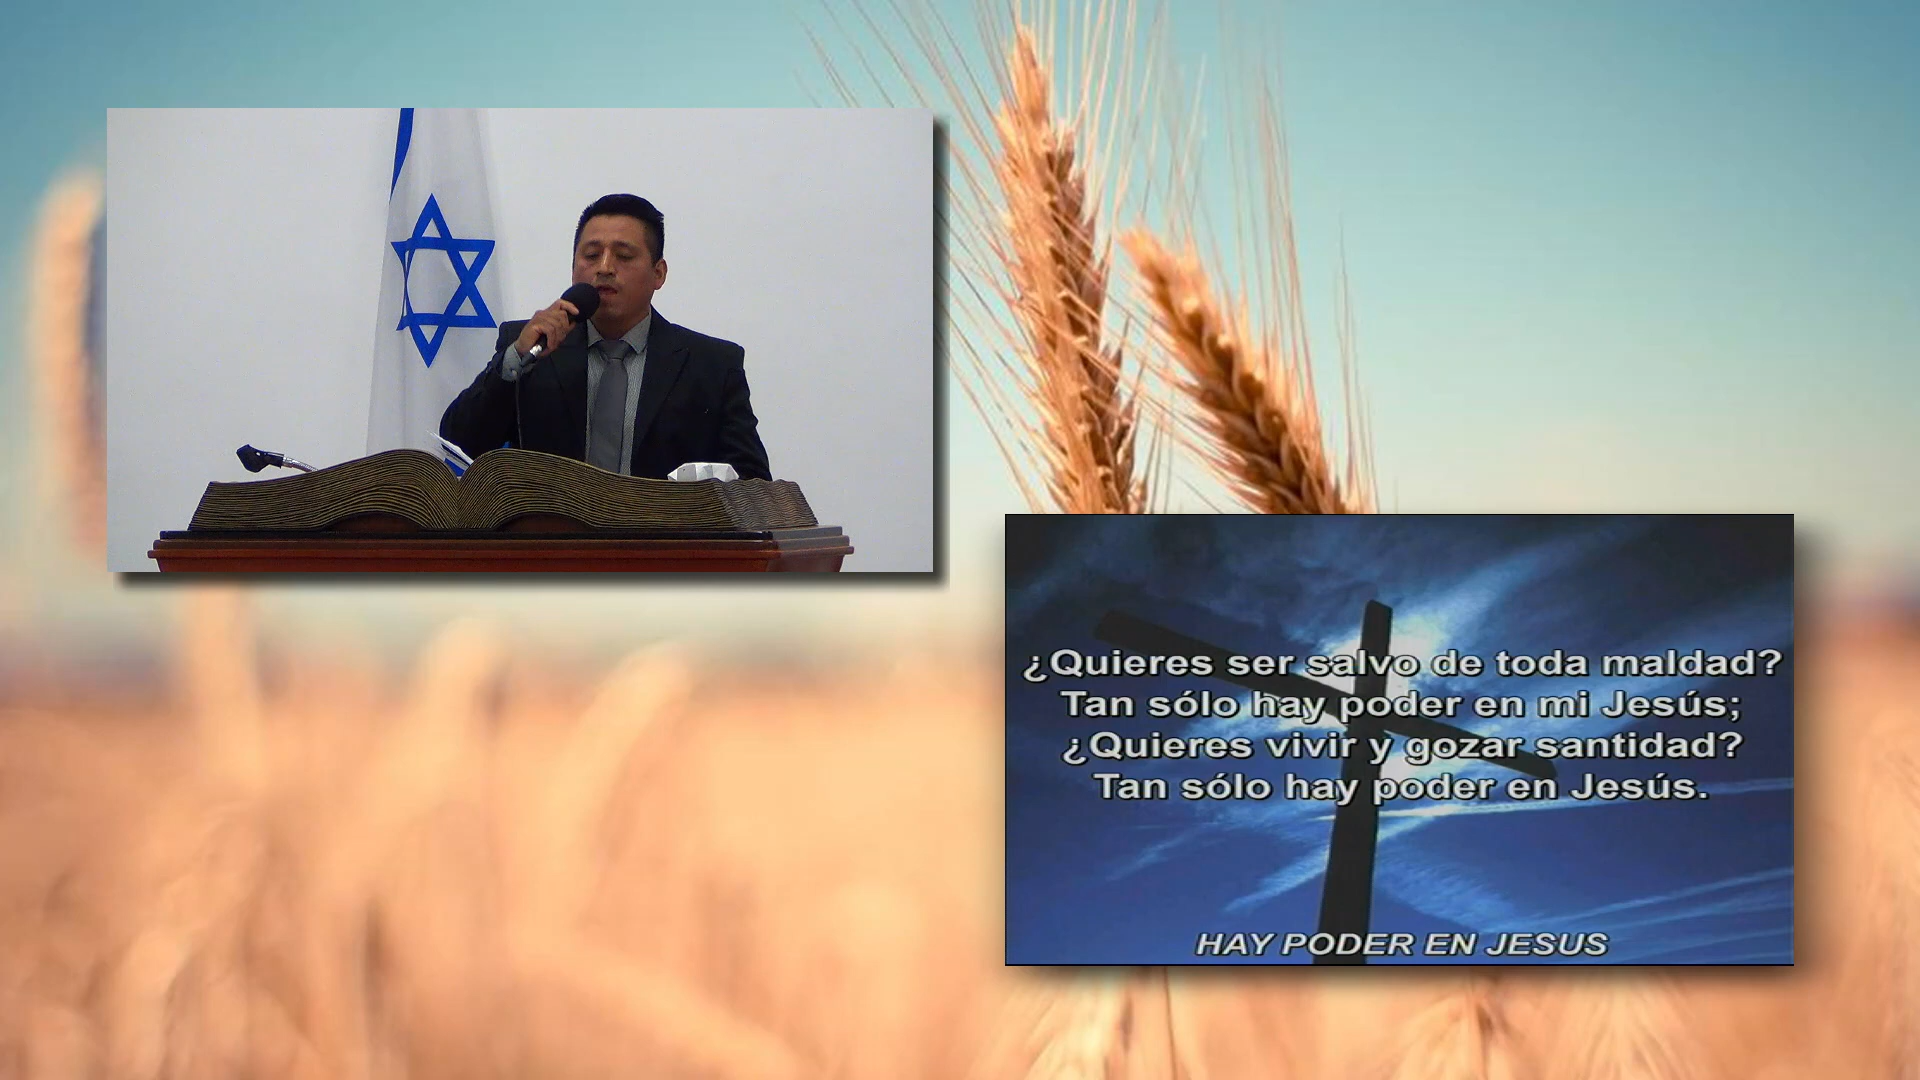 ¿Quieres ser salvo de toda maldad?
Tan sólo hay poder en mi Jesús;
¿Quieres vivir y gozar santidad?
Tan sólo hay poder en Jesús.
HAY PODER EN JESUS